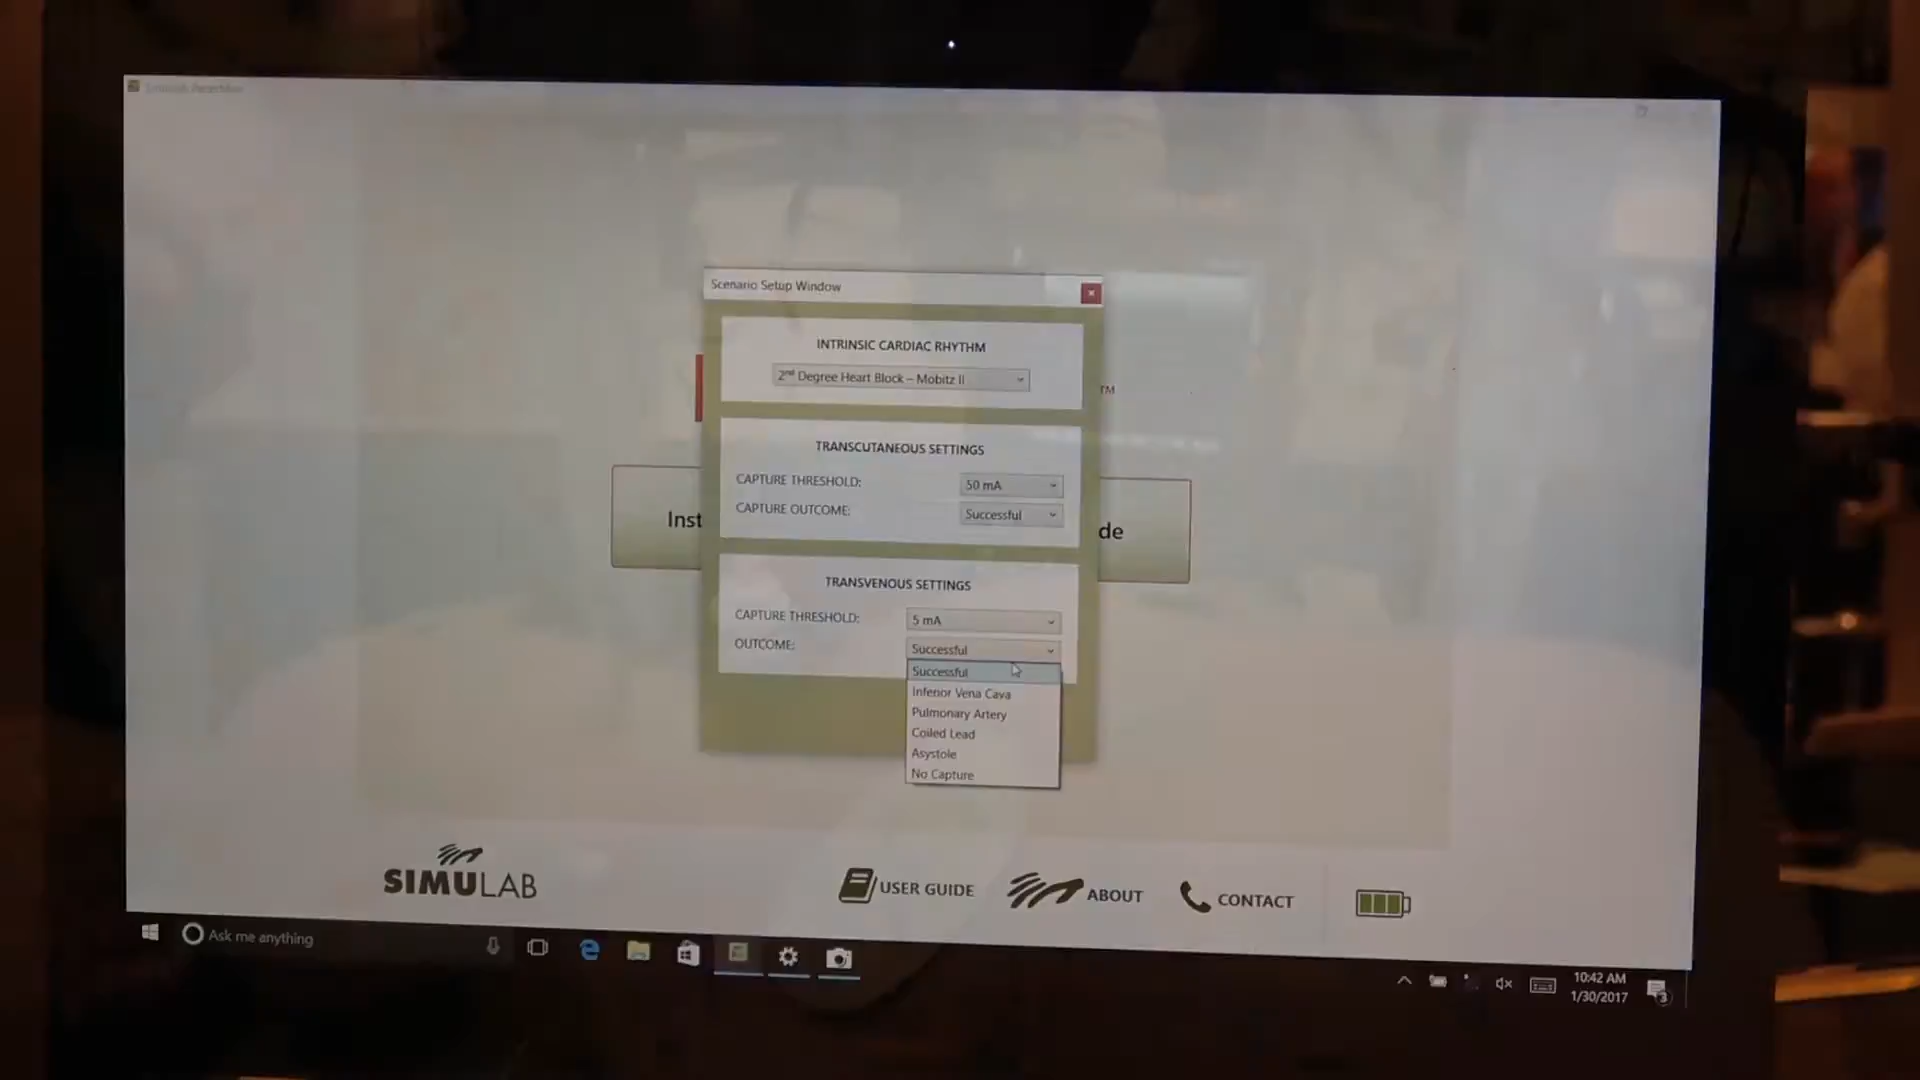 Scenario Setup Window
INTRINSIC CARDIAC RHYTHM
2nd Degree Heart Block – Mobitz II
TM
TRANSCUTANEOUS SETTINGS
CAPTURE THRESHOLD: 50 mA
CAPTURE OUTCOME: Successful
Inst
de
TRANSVENOUS SETTINGS
CAPTURE THRESHOLD: 5 mA
OUTCOME: Successful
Successful
Inferior Vena Cava
Pulmonary Artery
Coiled Lead
Asystole
No Capture
SIMULAB
USER GUIDE
ABOUT
CONTACT
Ask me anything
10:42 AM
1/30/2017
3